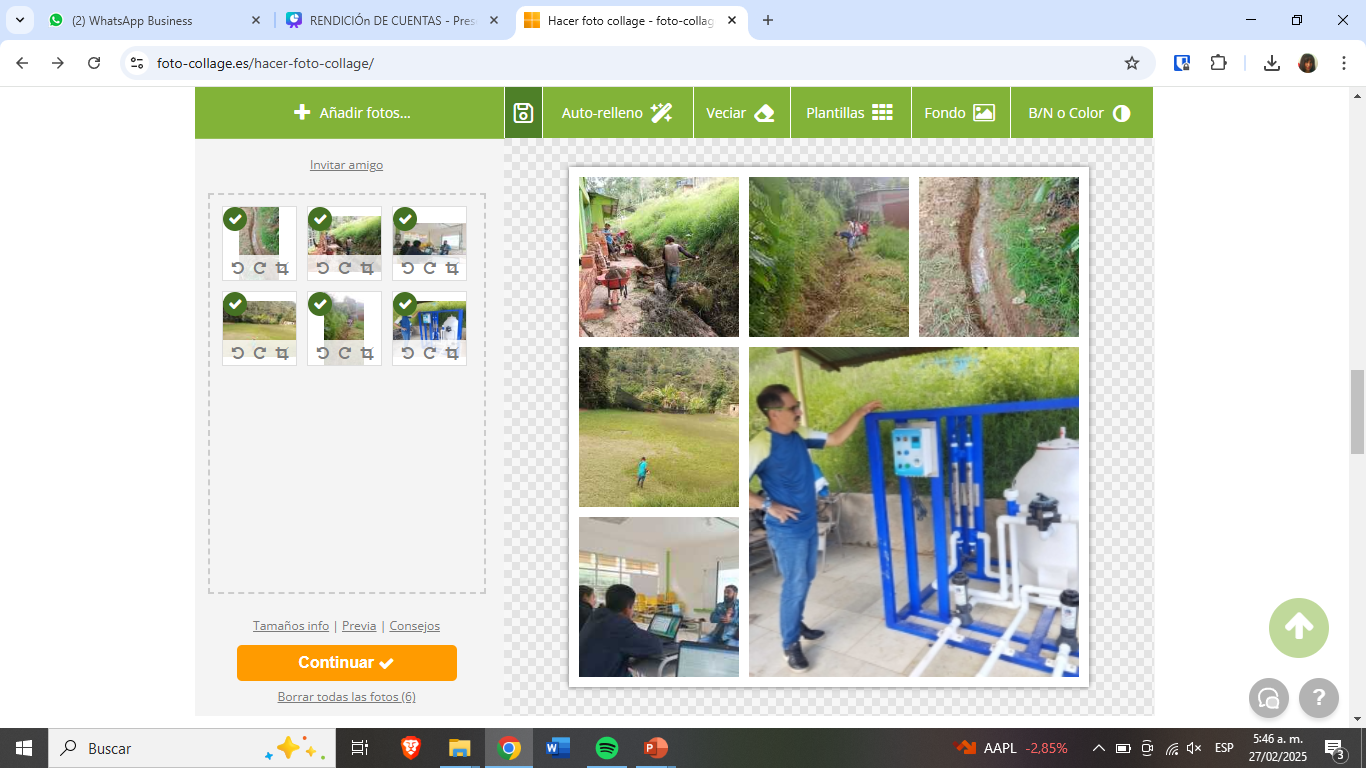 (2) WhatsApp Business
RENDICIÓn DE CUENTAS - Pres
Hacer foto collage - foto-collag
foto-collage.es/hacer-foto-collage/
Añadir fotos...
Auto-relleno
Veciar
Plantillas
Fondo
B/N o Color
Invitar amigo
Tamaños info | Previa | Consejos
Continuar
Borrar todas las fotos (6)
?
Buscar
AAPL -2,85%
ESP
5:46 a. m.
27/02/2025
3